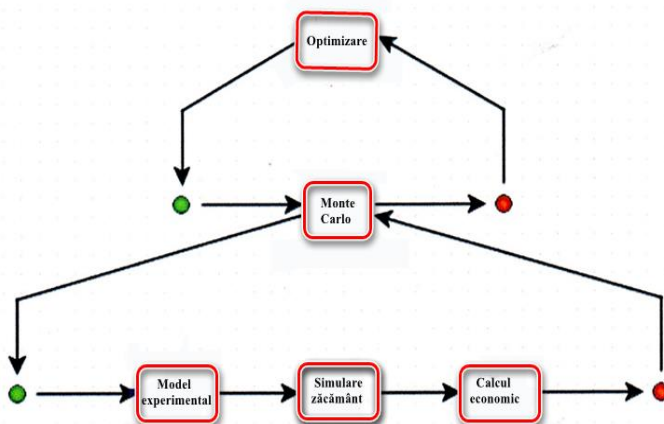 Optimizare
Monte
Carlo
Model
experimental
Simulare
zăcământ
Calcul
economic